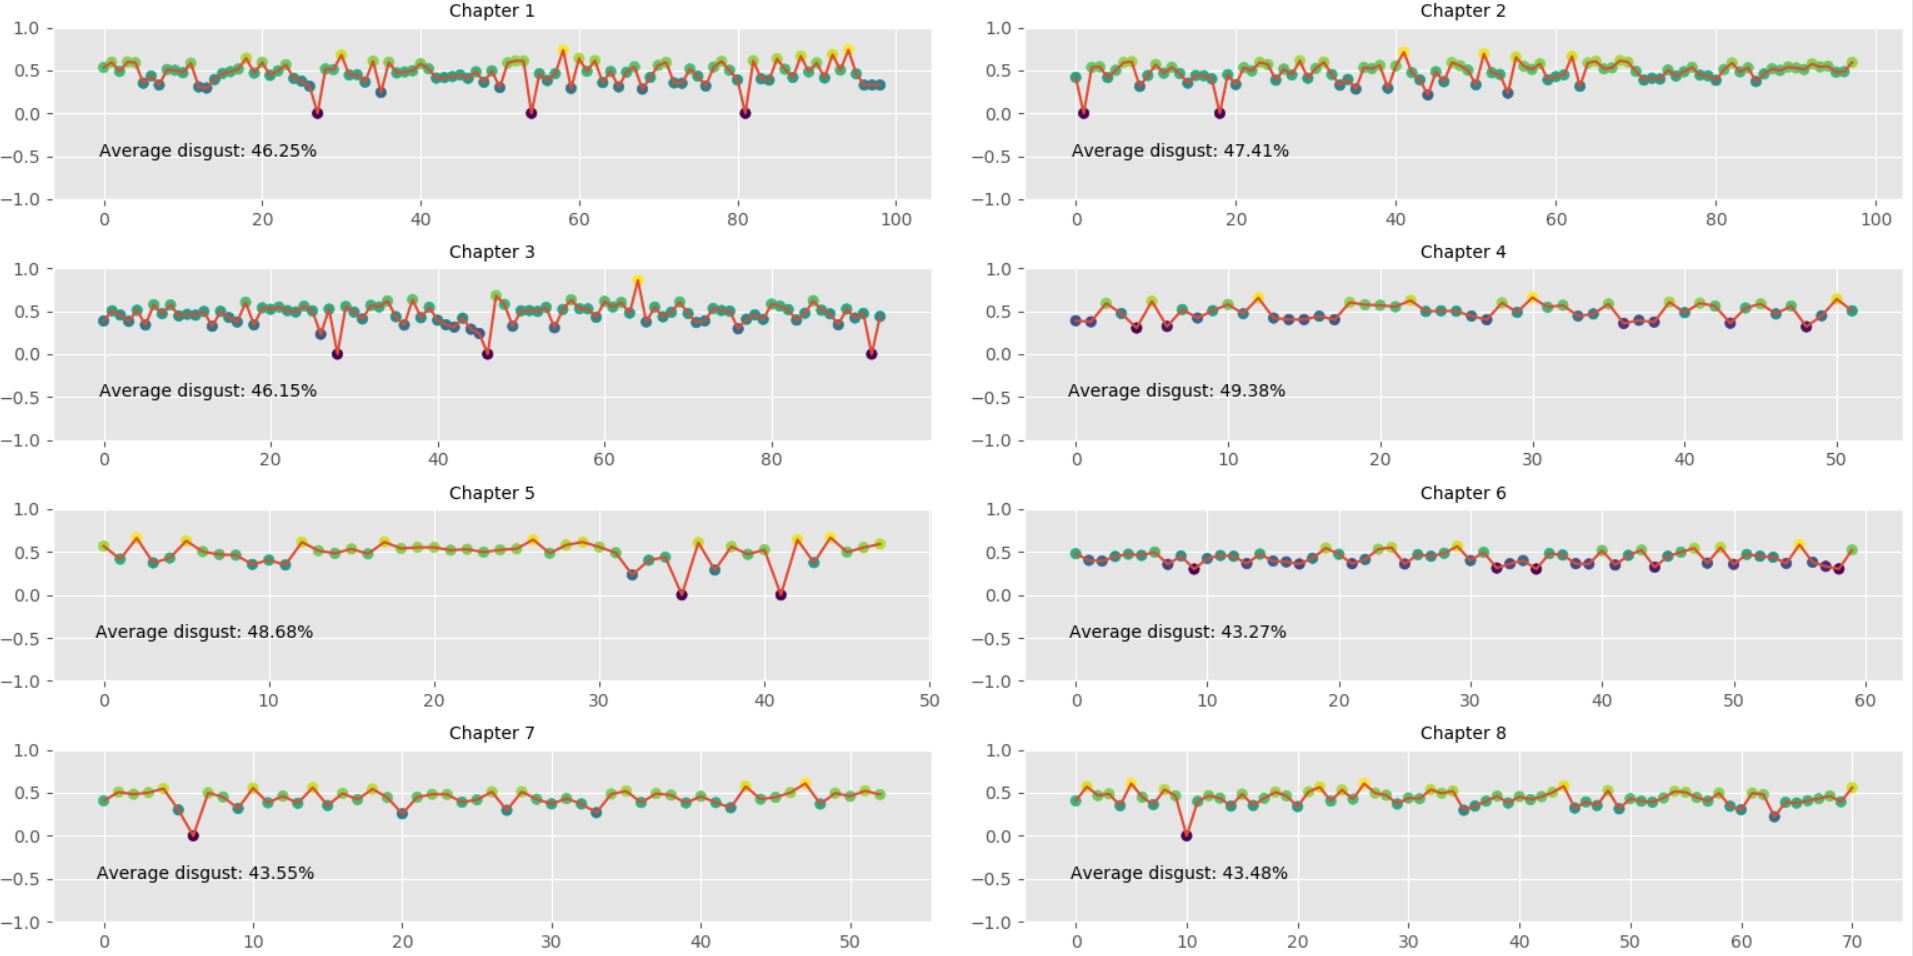 Chapter 1
Chapter 2
1.0
0.5
0.0
−0.5
−1.0
Average disgust: 46.25%
0 20 40 60 80 100
1.0
0.5
0.0
−0.5
−1.0
Average disgust: 47.41%
0 20 40 60 80 100
Chapter 3
Chapter 4
1.0
0.5
0.0
−0.5
−1.0
Average disgust: 46.15%
0 20 40 60 80
1.0
0.5
0.0
−0.5
−1.0
Average disgust: 49.38%
0 10 20 30 40 50
Chapter 5
Chapter 6
1.0
0.5
0.0
−0.5
−1.0
Average disgust: 48.68%
0 10 20 30 40 50
1.0
0.5
0.0
−0.5
−1.0
Average disgust: 43.27%
0 10 20 30 40 50 60
Chapter 7
Chapter 8
1.0
0.5
0.0
−0.5
−1.0
Average disgust: 43.55%
0 10 20 30 40 50
1.0
0.5
0.0
−0.5
−1.0
Average disgust: 43.48%
0 10 20 30 40 50 60 70